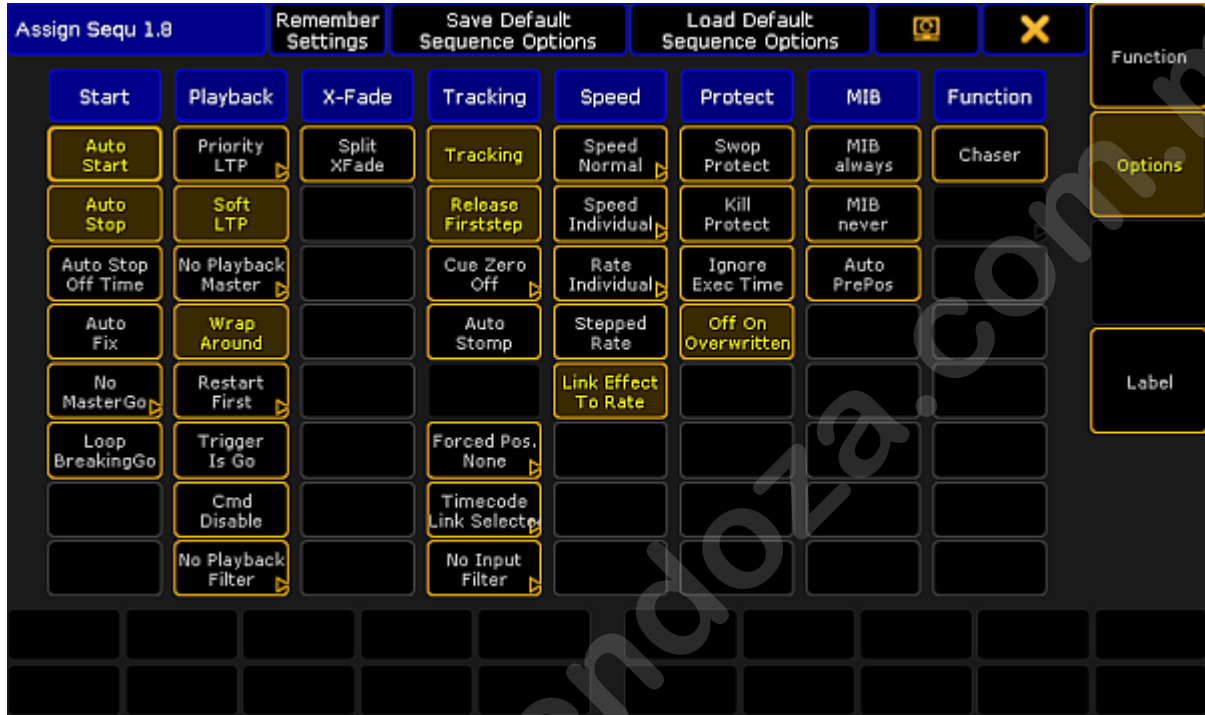 Assign Sequ 1.8
Remember
Settings
Save Default
Sequence Options
Load Default
Sequence Options
Function
Options
Label
Start
Playback
X-Fade
Tracking
Speed
Protect
MIB
Function
Auto
Start
Priority
LTP
Split
XFade
Tracking
Speed
Normal
Swop
Protect
MIB
always
Chaser
Auto
Stop
Soft
LTP
Release
Firststep
Speed
Individual
Kill
Protect
MIB
never
Auto Stop
Off Time
No Playback
Master
Cue Zero
Off
Rate
Individual
Ignore
Exec Time
Auto
PrePos
Auto
Fix
Wrap
Around
Auto
Stomp
Stepped
Rate
Off On
Overwritten
No
MasterGo
Restart
First
Link Effect
To Rate
Loop
BreakingGo
Trigger
Is Go
Forced Pos.
None
Cmd
Disable
Timecode
Link Selecte
No Playback
Filter
No Input
Filter
endoza.com.m